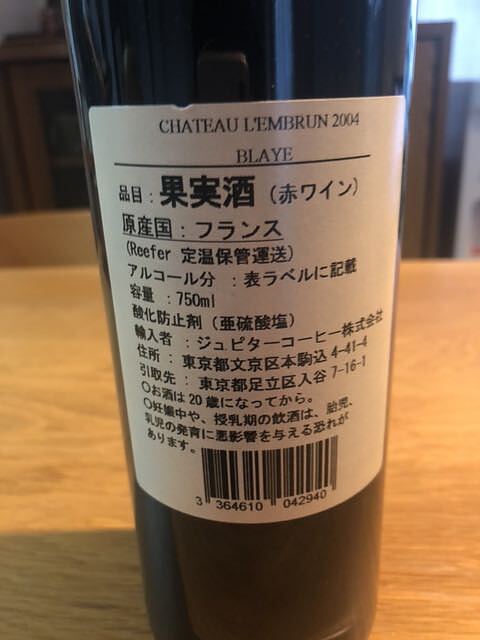 CHATEAU L'EMBRUN 2004
BLAYE
品目：果実酒（赤ワイン）
原産国：フランス
(Reefer 定温保管運送)
アルコール分 ：表ラベルに記載
容量 ：750ml
酸化防止剤（亜硫酸塩）
輸入者：ジュピターコーヒー株式会社
住所：東京都文京区本駒込4-41-4
引取先：東京都足立区入谷7-16-1
○お酒は20歳になってから。
○妊娠中や、授乳期の飲酒は、胎児、
乳児の発育に悪影響を与える恐れが
あります。
3 364610 042940